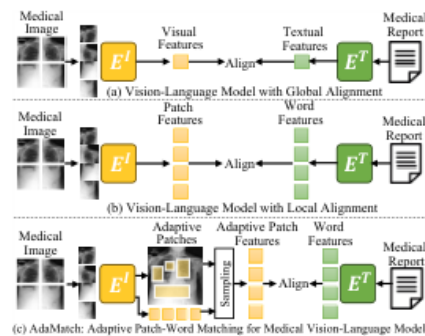 Medical Image
Visual Features
Textual Features
Medical Report
E^I
Align
E^T
(a) Vision-Language Model with Global Alignment
Medical Image
Patch Features
Word Features
Medical Report
E^I
Align
E^T
(b) Vision-Language Model with Local Alignment
Medical Image
Adaptive Patches
Adaptive Patch Features
Word Features
Medical Report
E^I
Sampling
Align
E^T
(c) AdaMatch: Adaptive Patch-Word Matching for Medical Vision-Language Model